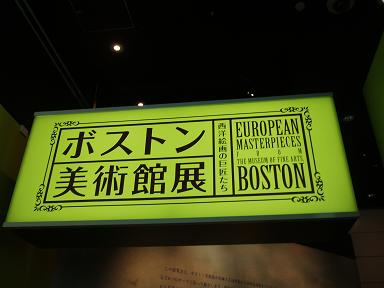 ボストン
美術館展
西洋絵画の巨匠たち
EUROPEAN
MASTERPIECES
FROM
THE MUSEUM OF FINE ARTS,
BOSTON